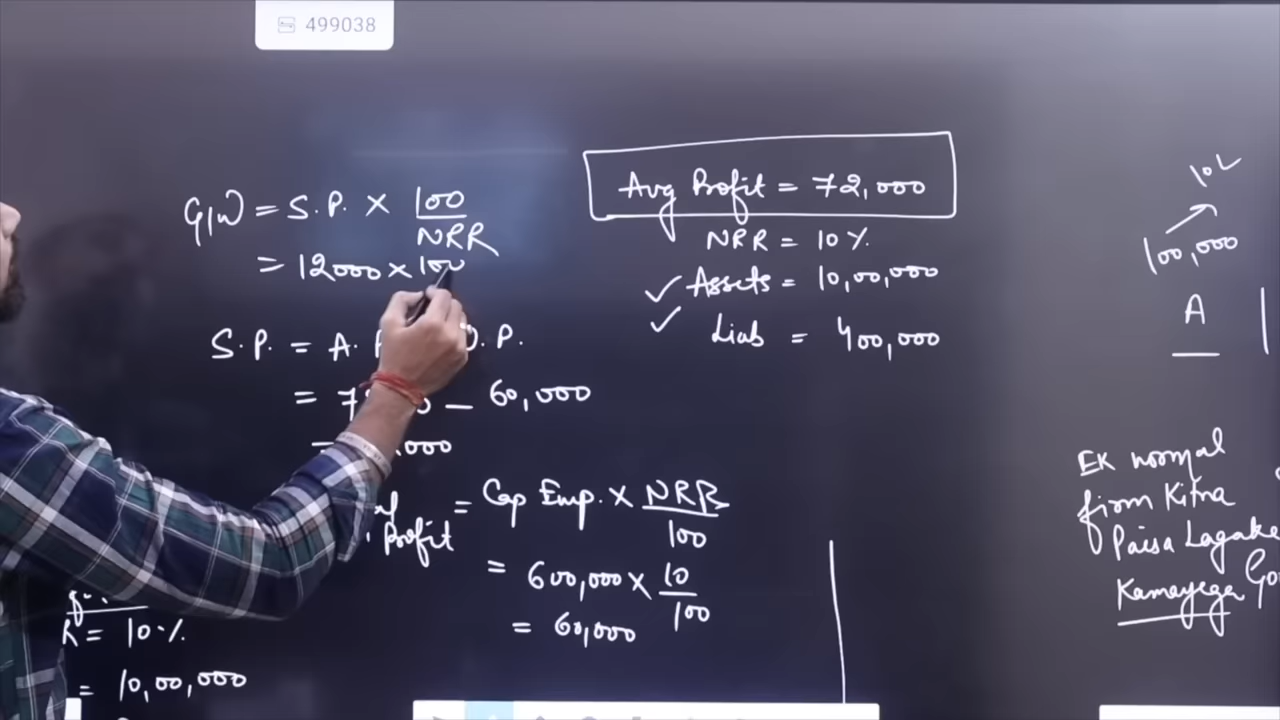 499038
G/W = S.P. × 100
NRR
= 12000 × 100
S.P. = A. P.
= 60,000
Avg Profit = 72,000
NRR = 10%
✓ Assets = 10,00,000
✓ Liab = 400,000
Profit = Cap Emp. × NRR
100
= 600,000 × 10
100
= 60,000
R = 10%
= 10,00,000
10L
100,000
A
EK normal
firm Kitna
Paisa Lagake
Kamayega